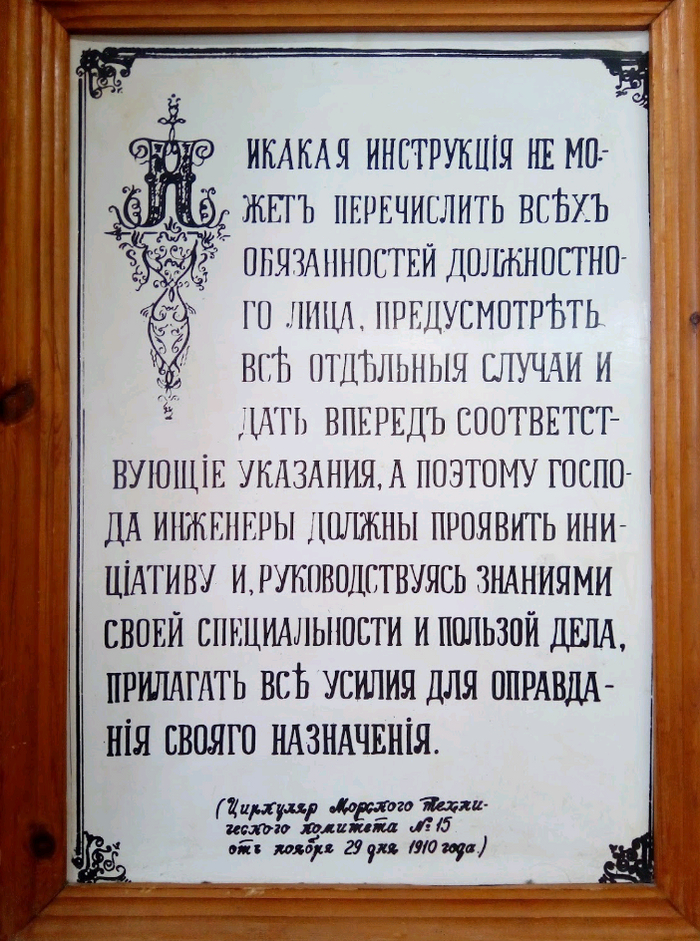 НИКАКАЯ ИНСТРУКЦІЯ НЕ МО-
ЖЕТЪ ПЕРЕЧИСЛИТЬ ВСѢХЪ
ОБЯЗАННОСТЕЙ ДОЛЖНОСТНО-
ГО ЛИЦА, ПРЕДУСМОТРѢТЬ
ВСѢ ОТДѢЛЬНЫЯ СЛУЧАИ И
ДАТЬ ВПЕРЕДЪ СООТВЕТСТ-
ВУЮЩІЕ УКАЗАНИЯ, А ПОЭТОМУ ГОСПО-
ДА ИНЖЕНЕРЫ ДОЛЖНЫ ПРОЯВИТЬ ИНИ-
ЦІАТИВУ И, РУКОВОДСТВУЯСЬ ЗНАНИЯМИ
СВОЕЙ СПЕЦИАЛЬНОСТИ И ПОЛЬЗОЙ ДЕЛА,
ПРИЛАГАТЬ ВСѢ УСИЛИЯ ДЛЯ ОПРАВДА-
НІЯ СВОЯГО НАЗНАЧЕНІЯ.
(Циркуляр Морского Техни-
ческого комитета № 15
отъ ноября 29 дня 1910 года.)